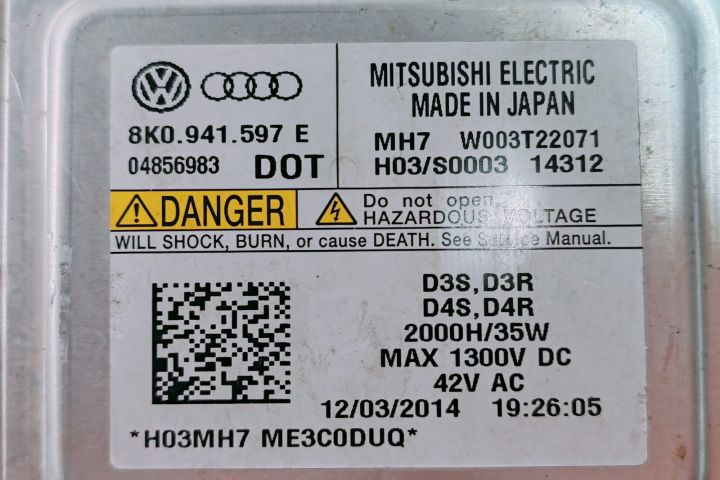 8K0.941.597 E
04856983 DOT
MITSUBISHI ELECTRIC
MADE IN JAPAN
MH7 W003T22071
H03/S0003 14312
DANGER
Do not open.
HAZARDOUS VOLTAGE
WILL SHOCK, BURN, or cause DEATH. See Service Manual.
D3S,D3R
D4S,D4R
2000H/35W
MAX 1300V DC
42V AC
12/03/2014 19:26:05
*H03MH7 ME3C0DUQ*